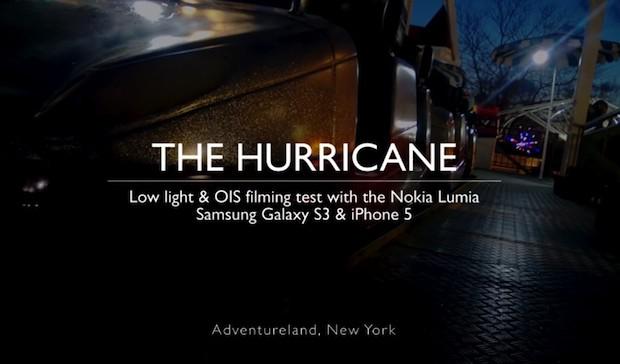 THE HURRICANE
Low light & OIS filming test with the Nokia Lumia
Samsung Galaxy S3 & iPhone 5
Adventureland, New York